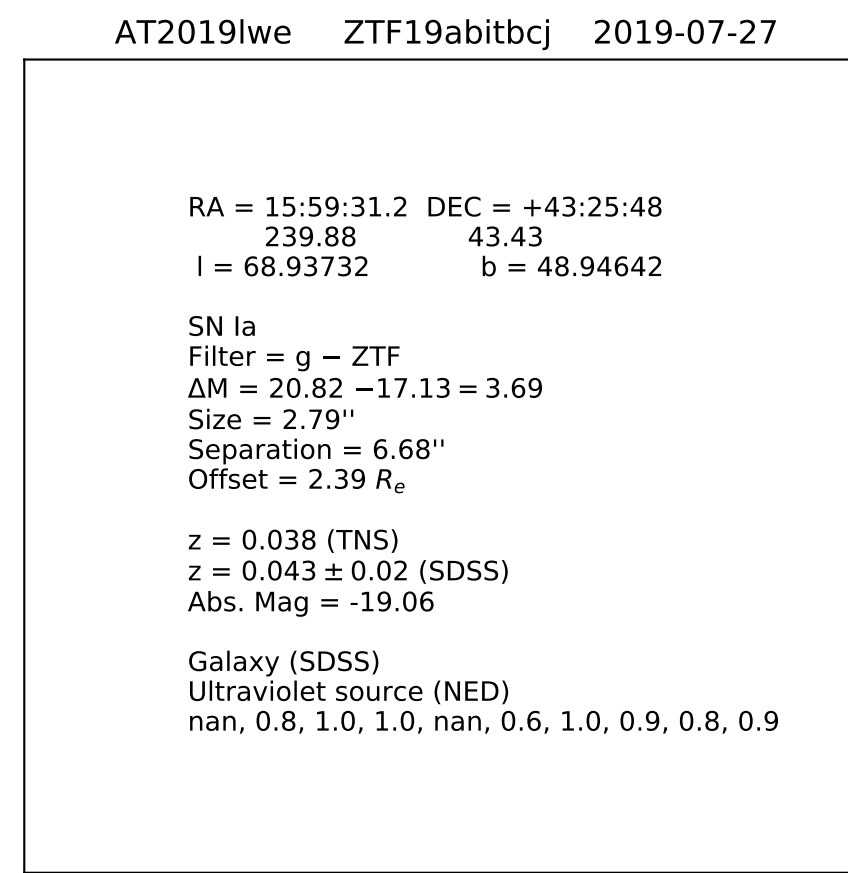 AT2019lwe ZTF19abitbcj 2019-07-27
RA = 15:59:31.2 DEC = +43:25:48
239.88 43.43
l = 68.93732 b = 48.94642
SN Ia
Filter = g − ZTF
ΔM = 20.82 −17.13 = 3.69
Size = 2.79''
Separation = 6.68''
Offset = 2.39 Re
z = 0.038 (TNS)
z = 0.043 ± 0.02 (SDSS)
Abs. Mag = -19.06
Galaxy (SDSS)
Ultraviolet source (NED)
nan, 0.8, 1.0, 1.0, nan, 0.6, 1.0, 0.9, 0.8, 0.9